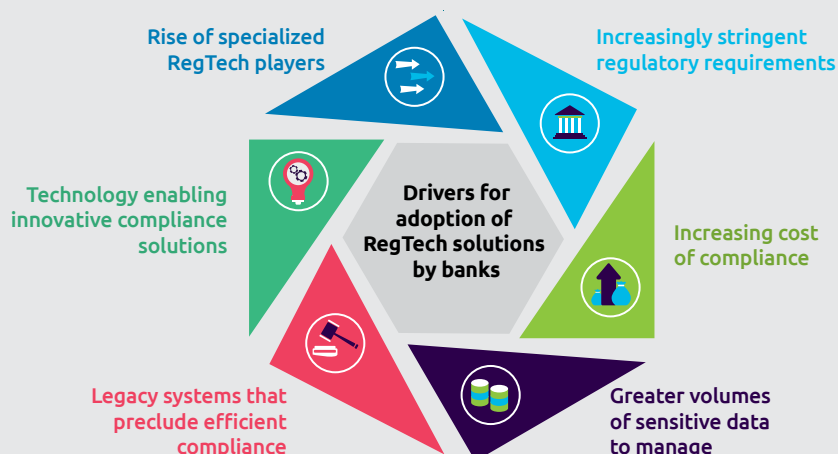 Rise of specialized
RegTech players
Increasingly stringent
regulatory requirements
Technology enabling
innovative compliance
solutions
Drivers for
adoption of
RegTech solutions
by banks
Increasing cost
of compliance
Legacy systems that
preclude efficient
compliance
Greater volumes
of sensitive data
to manage